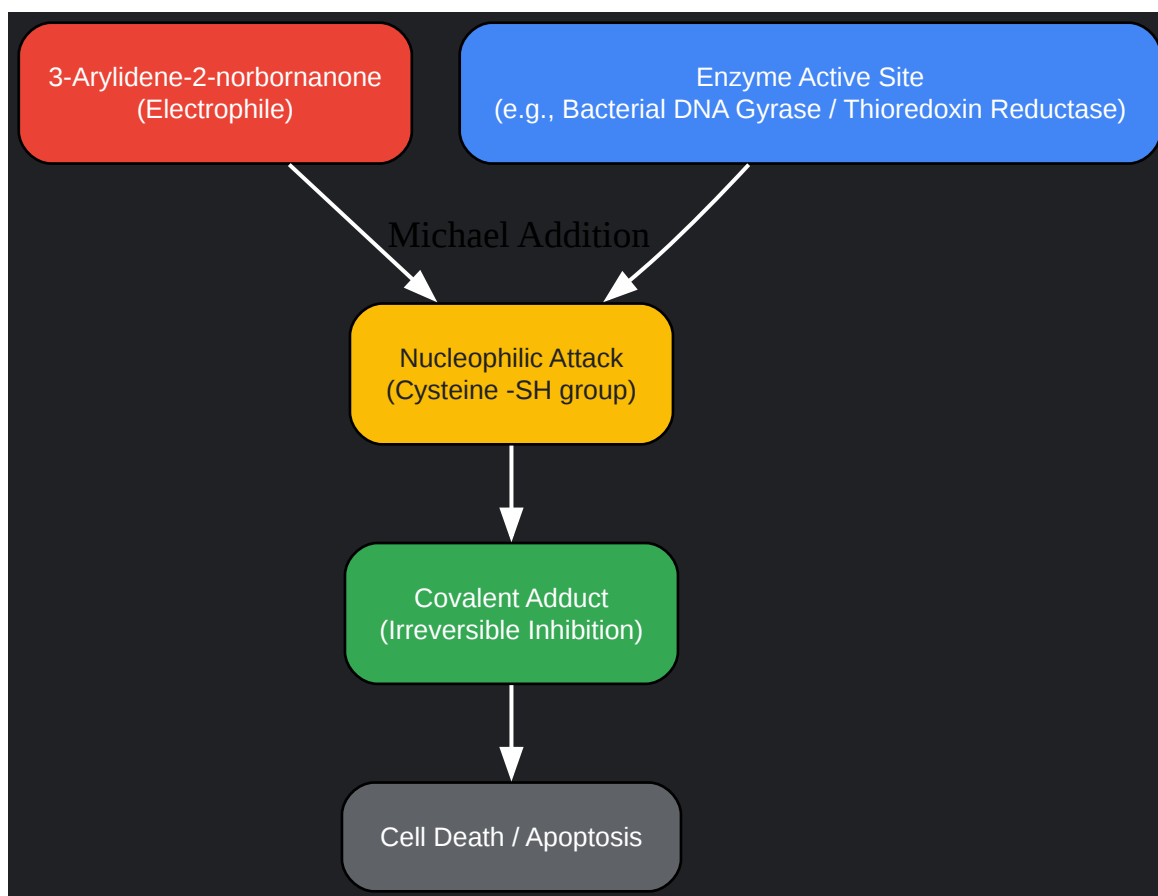 3-Arylidene-2-norbornanone
(Electrophile)
Enzyme Active Site
(e.g., Bacterial DNA Gyrase / Thioredoxin Reductase)
Michael Addition
Nucleophilic Attack
(Cysteine -SH group)
Covalent Adduct
(Irreversible Inhibition)
Cell Death / Apoptosis